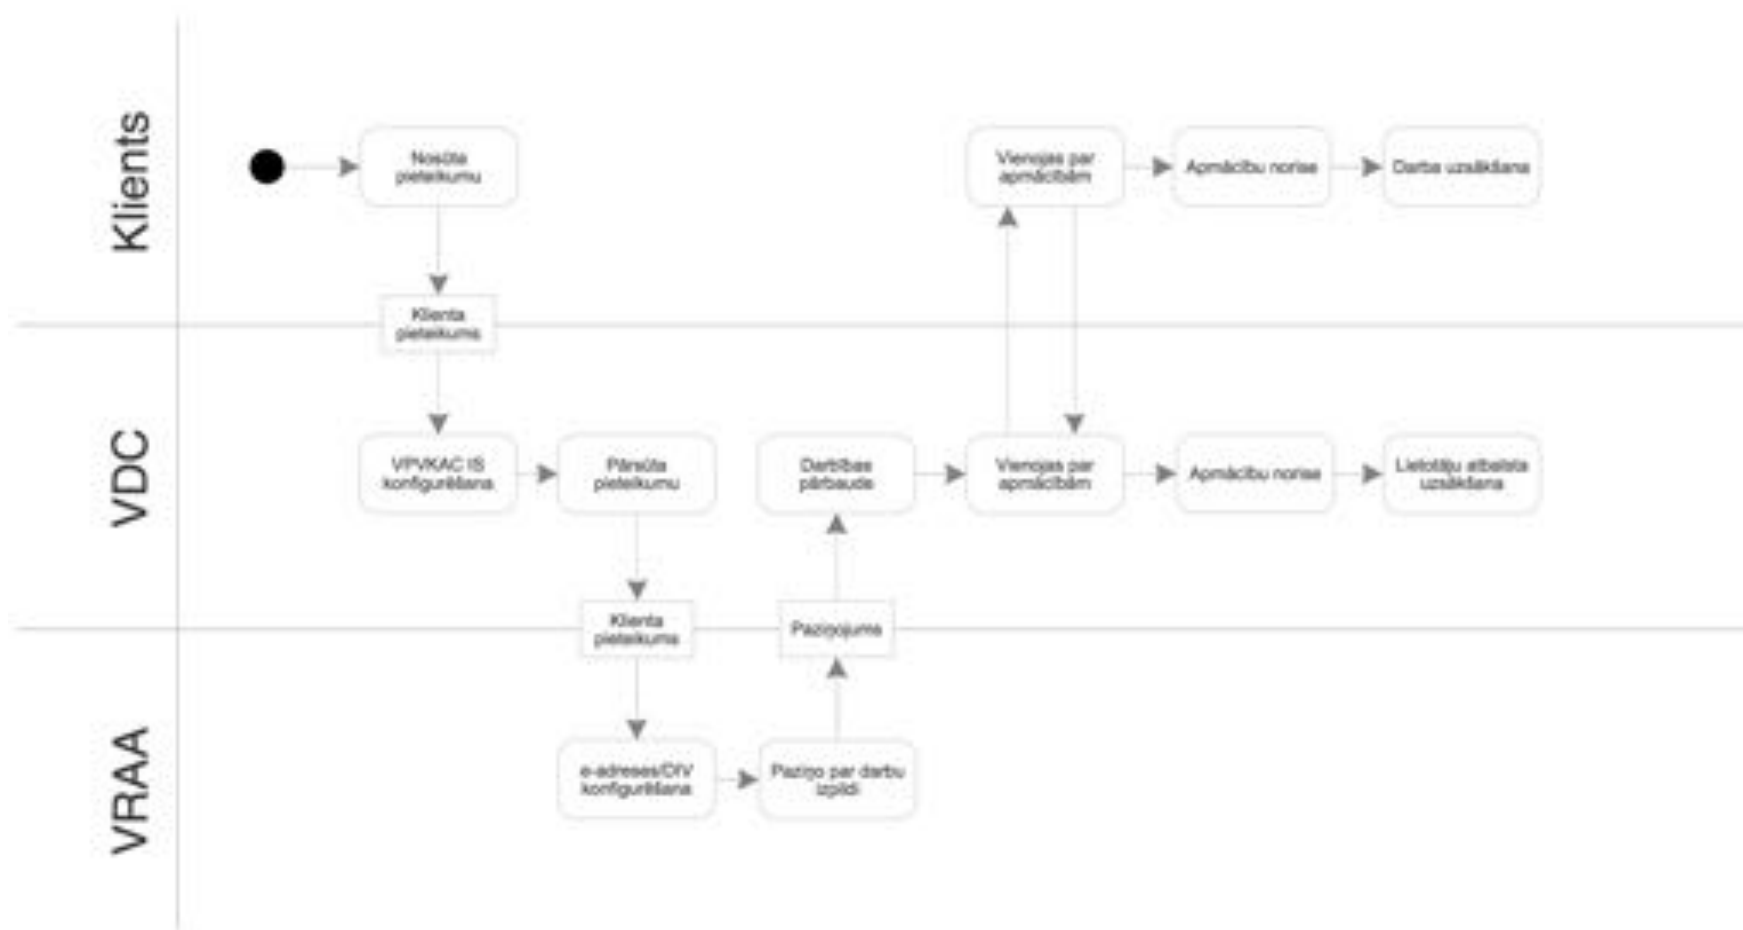 Klients
Nosūta
pieteikumu
Vienojas par
apmācībām
Apmācību norise
Darba uzsākšana
Klienta
pieteikums
VDC
VPVKAC IS
konfigurēšana
Pārsūta
pieteikumu
Darbības
pārbaude
Vienojas par
apmācībām
Apmācību norise
Lietotāju atbalsta
uzsākšana
Klienta
pieteikums
Paziņojums
VRAA
e-adreses/DIV
konfigurēšana
Paziņo par darbu
izpildi